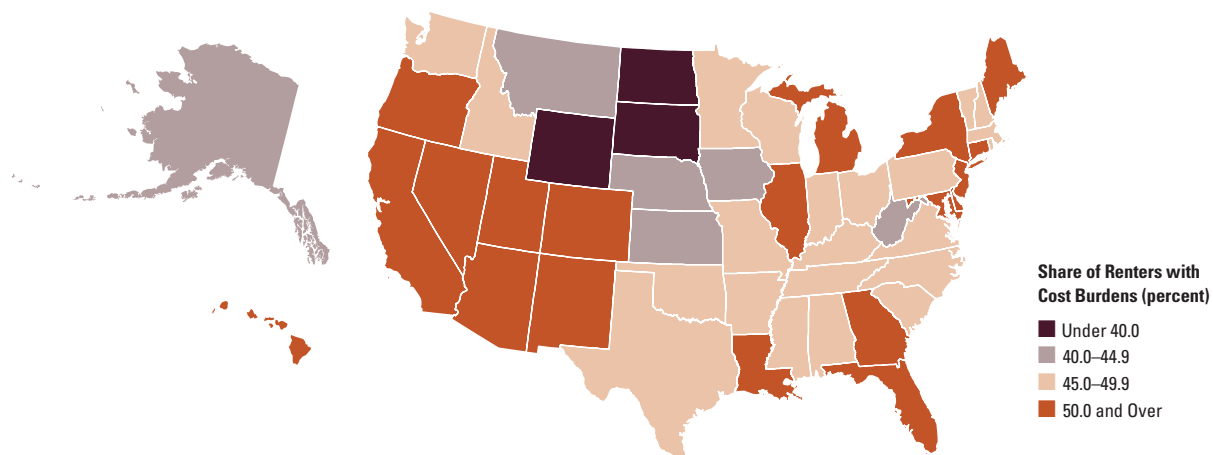 Share of Renters with
Cost Burdens (percent)
Under 40.0
40.0–44.9
45.0–49.9
50.0 and Over